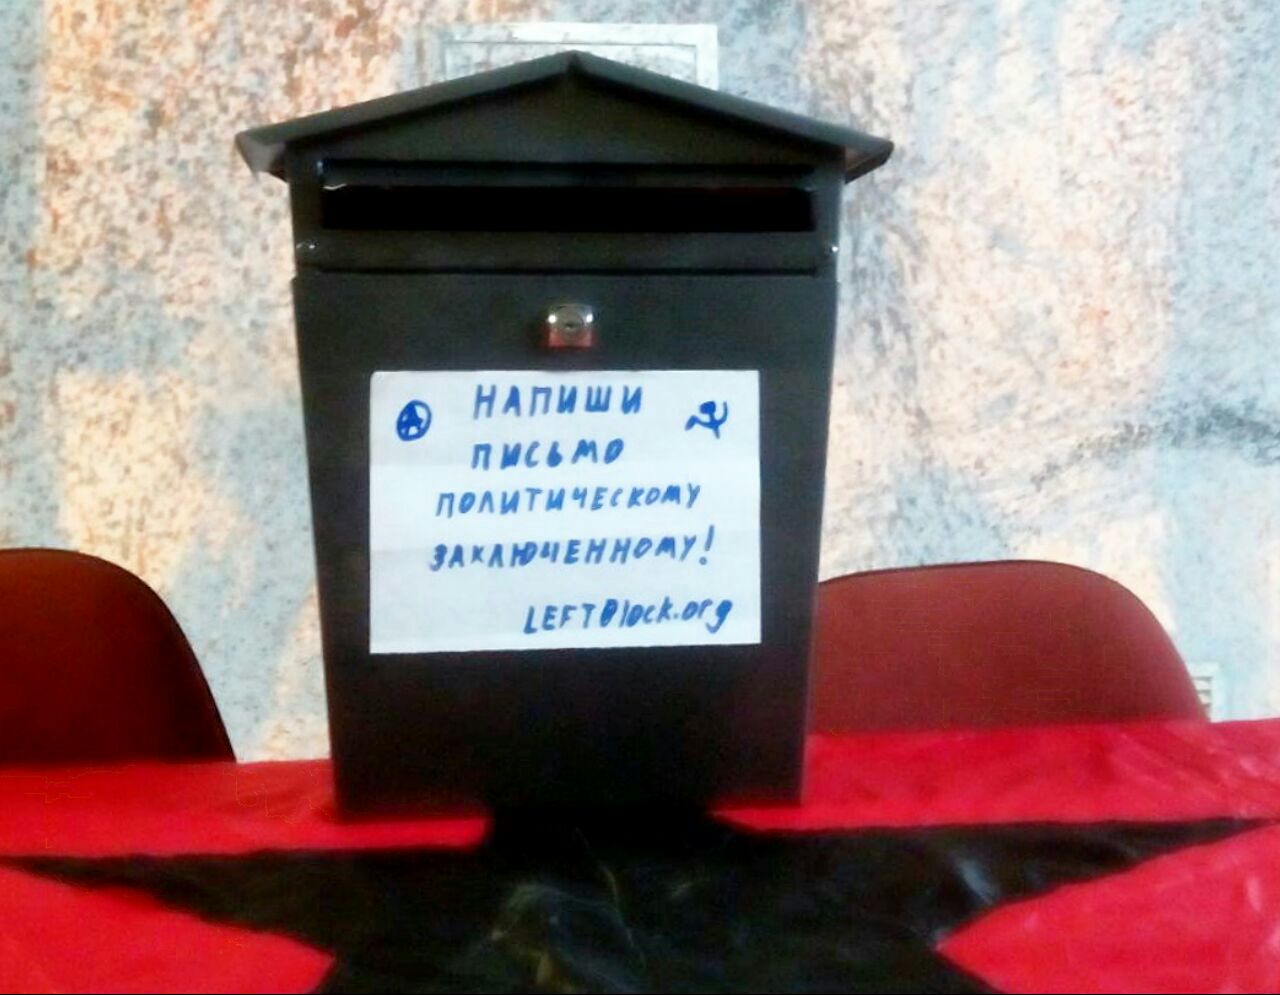 НАПИШИ
ПИСЬМО
ПОЛИТИЧЕСКОМУ
ЗАКЛЮЧЕННОМУ!
LEFTBlock.org